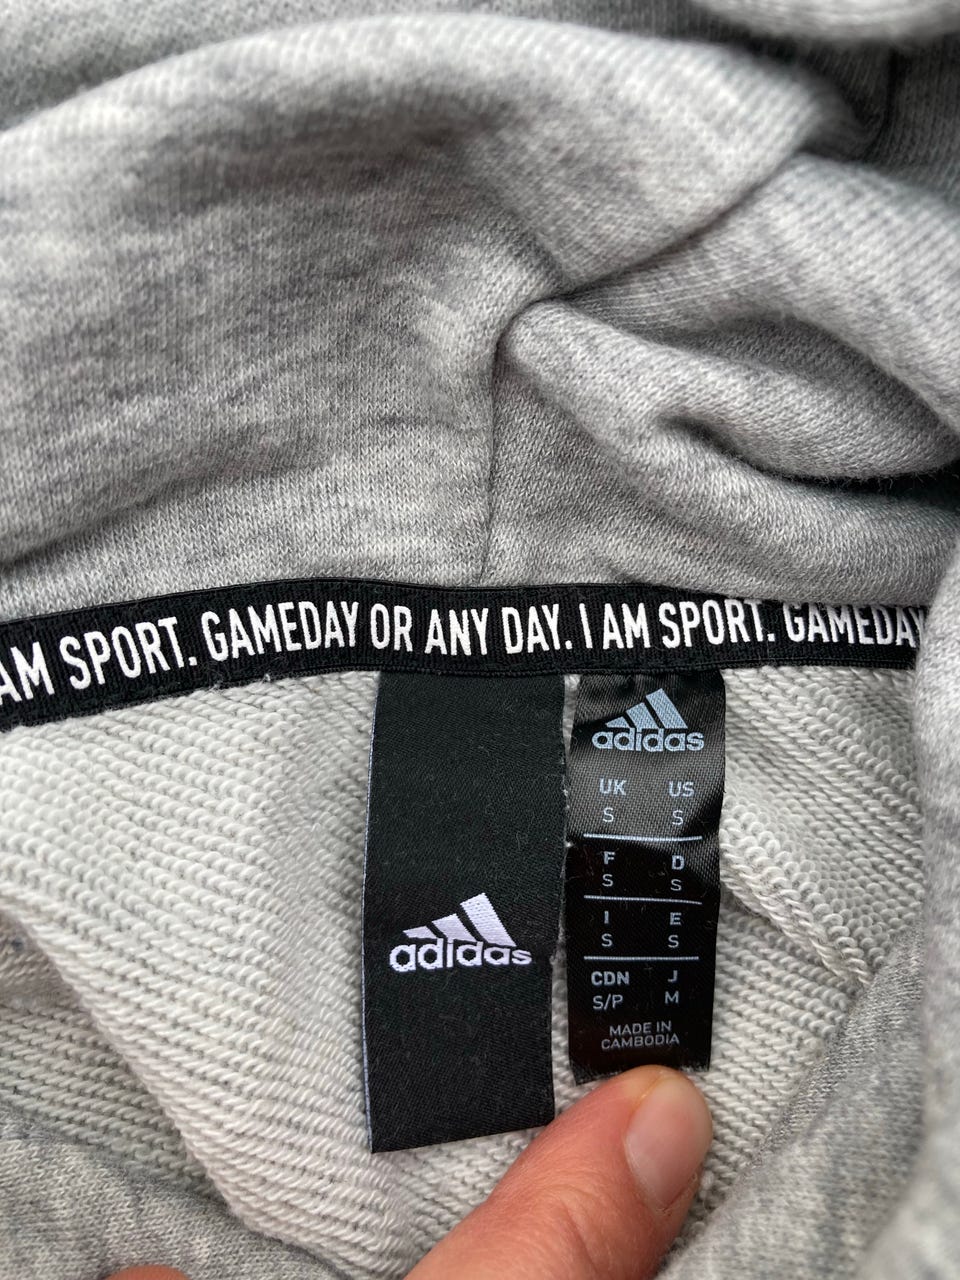 AM SPORT. GAMEDAY OR ANY DAY. I AM SPORT. GAMEDAY
adidas
adidas
UK US
S S
F D
S S
I E
S S
CDN J
S/P M
MADE IN
CAMBODIA